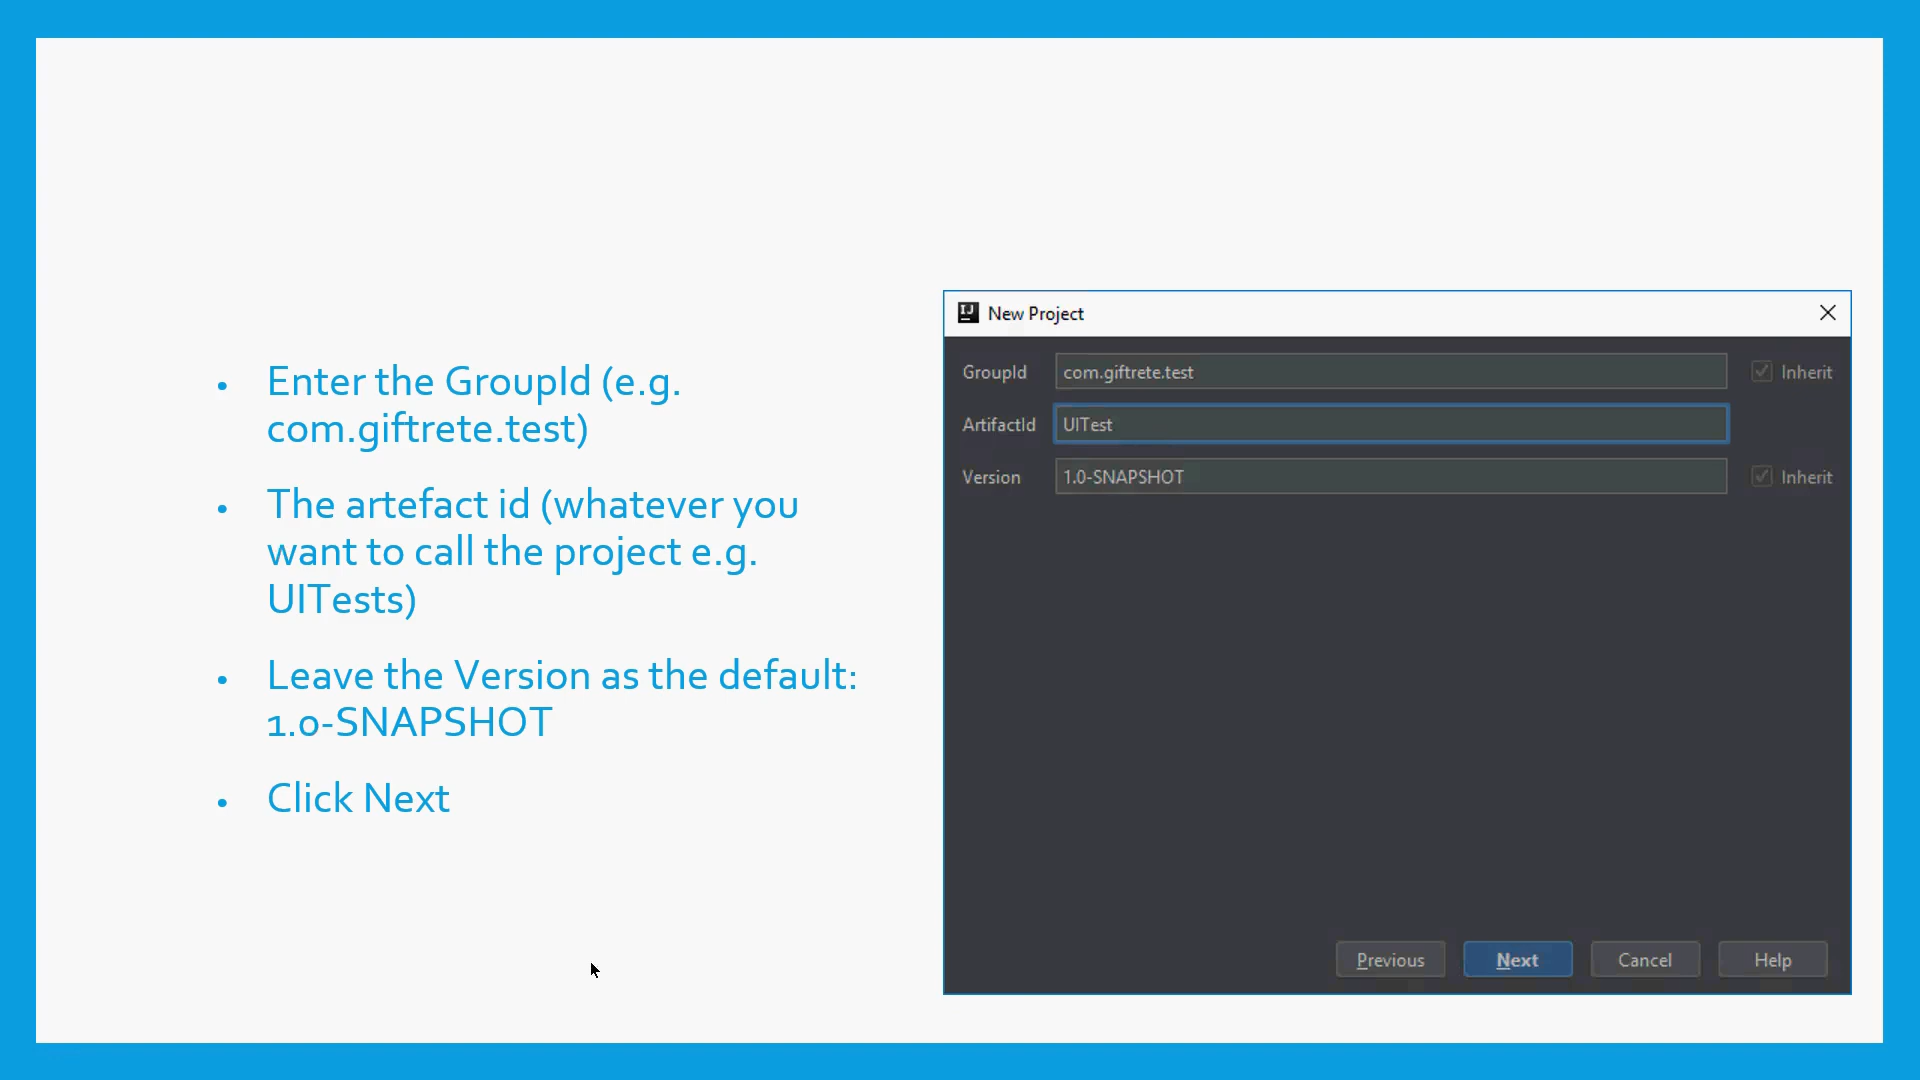 • Enter the GroupId (e.g.
com.giftrete.test)
• The artefact id (whatever you
want to call the project e.g.
UITests)
• Leave the Version as the default:
1.0-SNAPSHOT
• Click Next
IJ New Project
GroupId com.giftrete.test Inherit
ArtifactId UITest
Version 1.0-SNAPSHOT Inherit
Previous Next Cancel Help